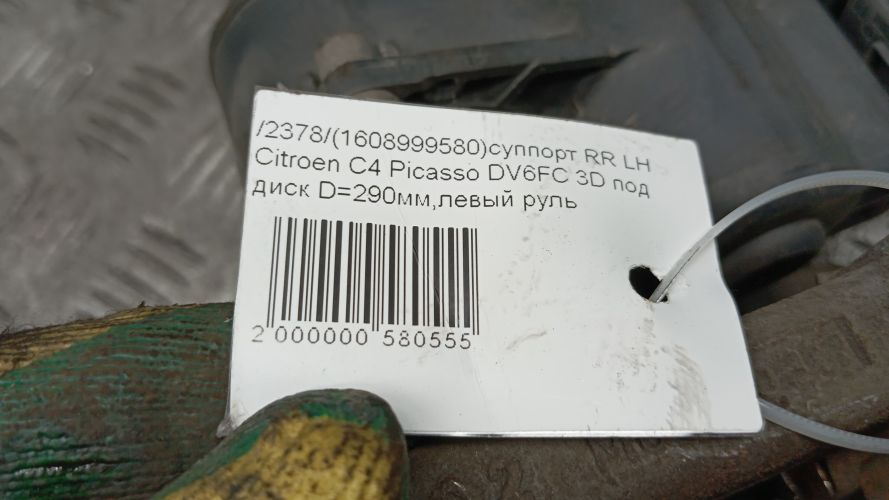 /2378/(1608999580)суппорт RR LH
Citroen C4 Picasso DV6FC 3D под
диск D=290мм,левый руль
2 000000 580555